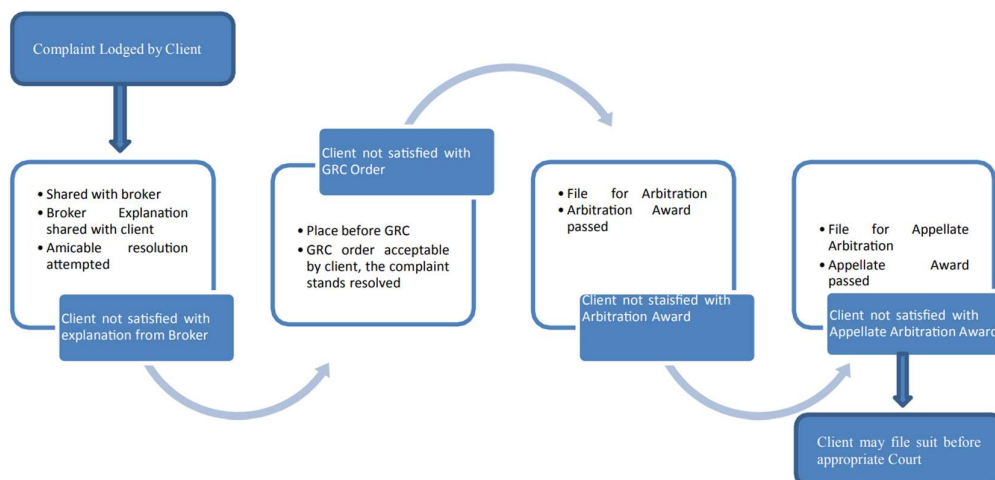 Complaint Lodged by Client
• Shared with broker
• Broker Explanation
shared with client
• Amicable resolution
attempted
Client not satisfied with
explanation from Broker
Client not satisfied with
GRC Order
• Place before GRC
• GRC order acceptable
by client, the complaint
stands resolved
• File for Arbitration
• Arbitration Award
passed
Client not staisfied with
Arbitration Award
• File for Appellate
Arbitration
• Appellate Award
passed
Client not satisfied with
Appellate Arbitration Award
Client may file suit before
appropriate Court